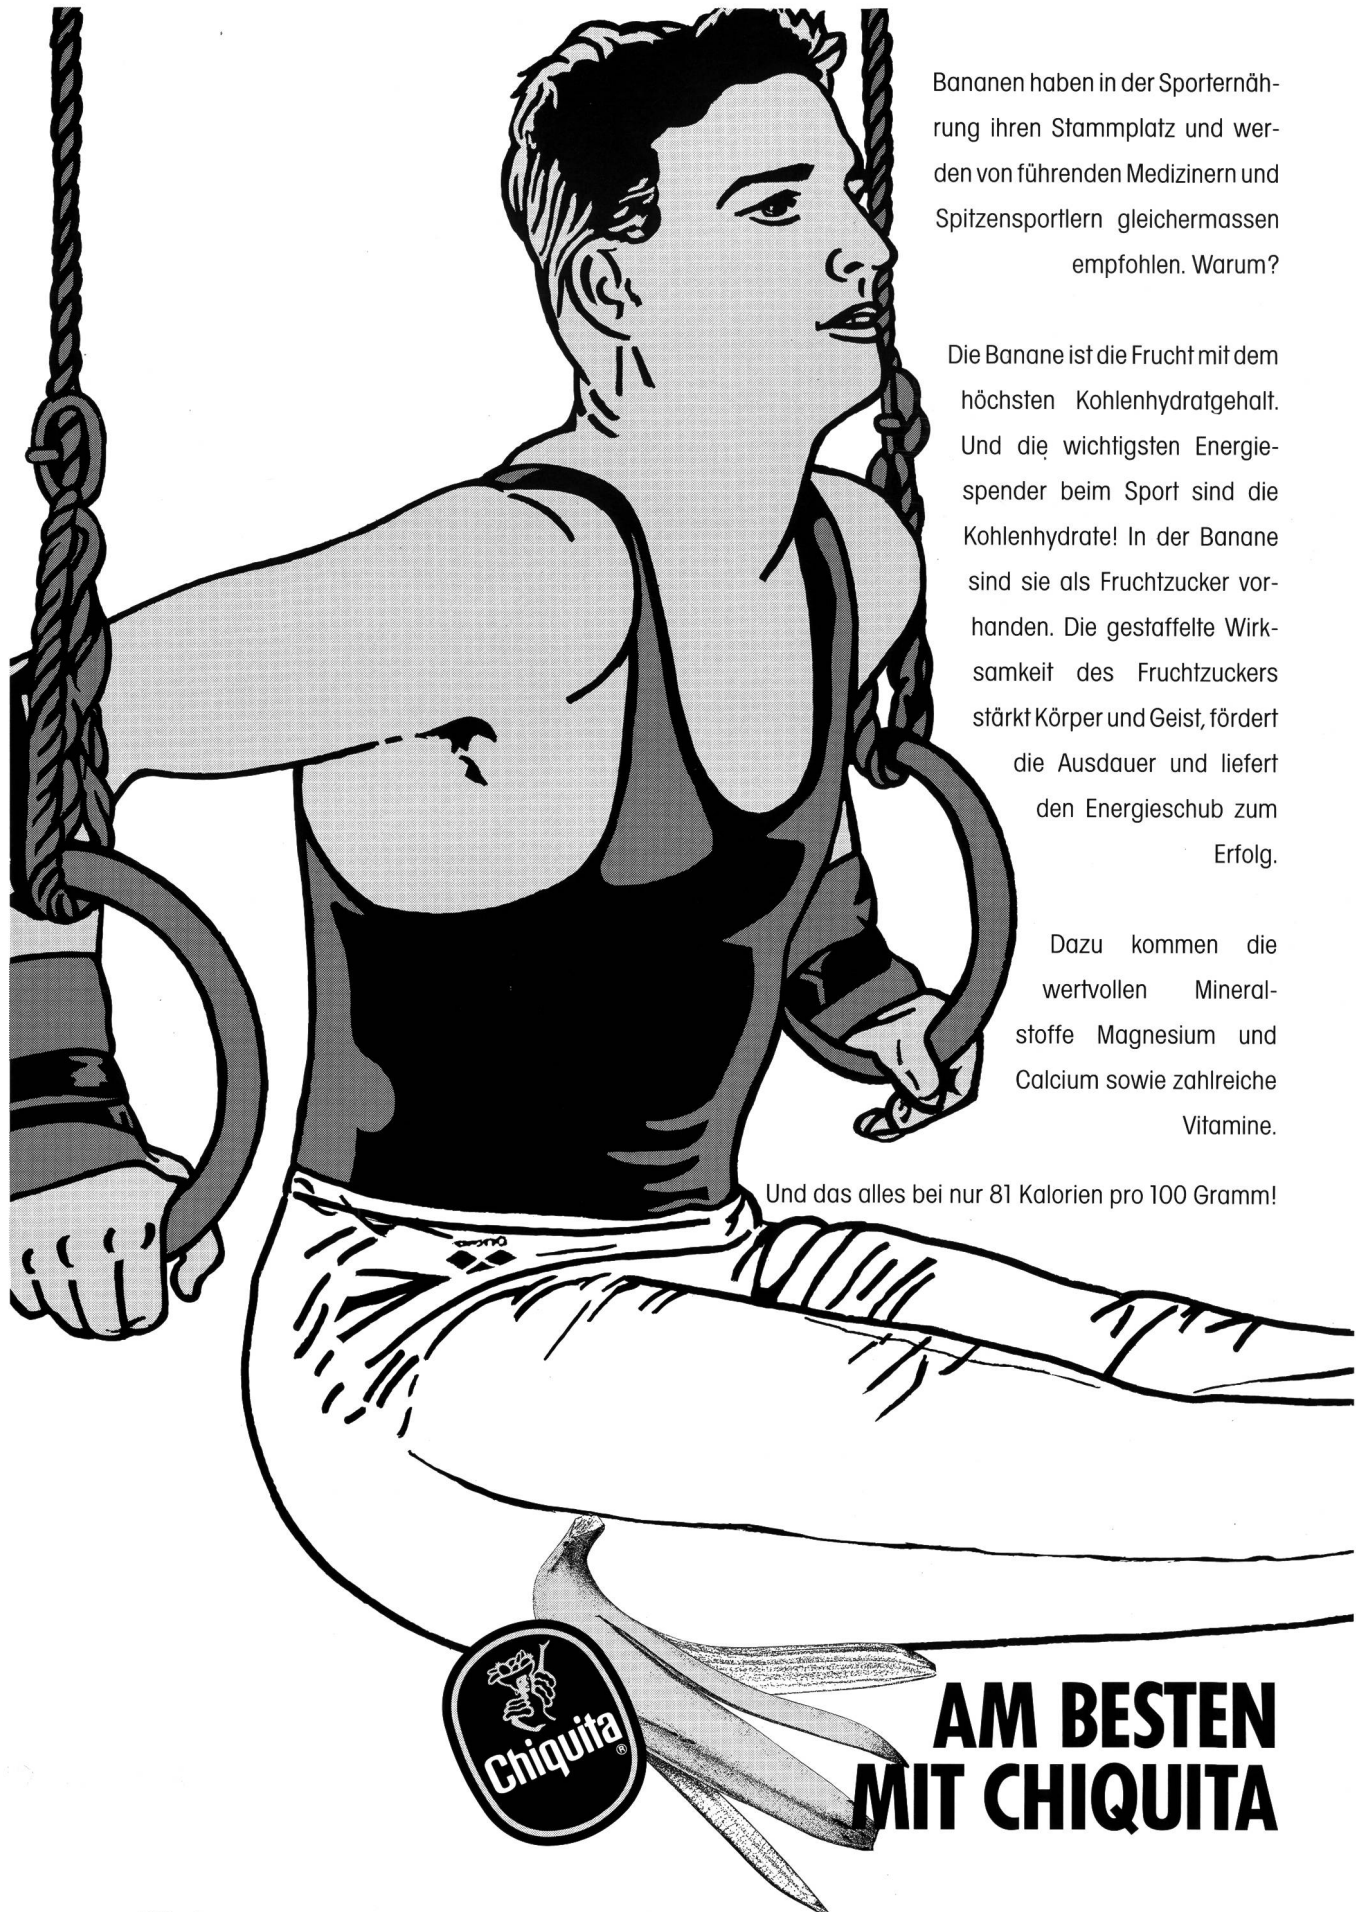 Bananen haben in der Sporternäh-
rung ihren Stammplatz und wer-
den von führenden Medizinern und
Spitzensportlern gleichermassen
empfohlen. Warum?
Die Banane ist die Frucht mit dem
höchsten Kohlenhydratgehalt.
Und die wichtigsten Energie-
spender beim Sport sind die
Kohlenhydrate! In der Banane
sind sie als Fruchtzucker vor-
handen. Die gestaffelte Wirk-
samkeit des Fruchtzuckers
stärkt Körper und Geist, fördert
die Ausdauer und liefert
den Energieschub zum
Erfolg.
Dazu kommen die
wertvollen Mineral-
stoffe Magnesium und
Calcium sowie zahlreiche
Vitamine.
Und das alles bei nur 81 Kalorien pro 100 Gramm!
Chiquita®
AM BESTEN
MIT CHIQUITA